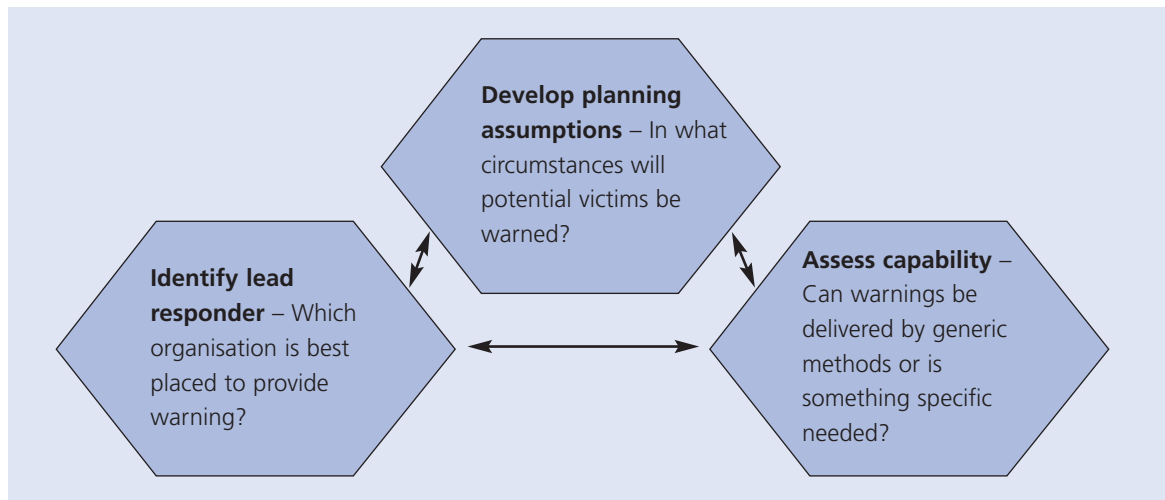 Develop planning
assumptions – In what
circumstances will
potential victims be
warned?
Identify lead
responder – Which
organisation is best
placed to provide
warning?
Assess capability –
Can warnings be
delivered by generic
methods or is
something specific
needed?